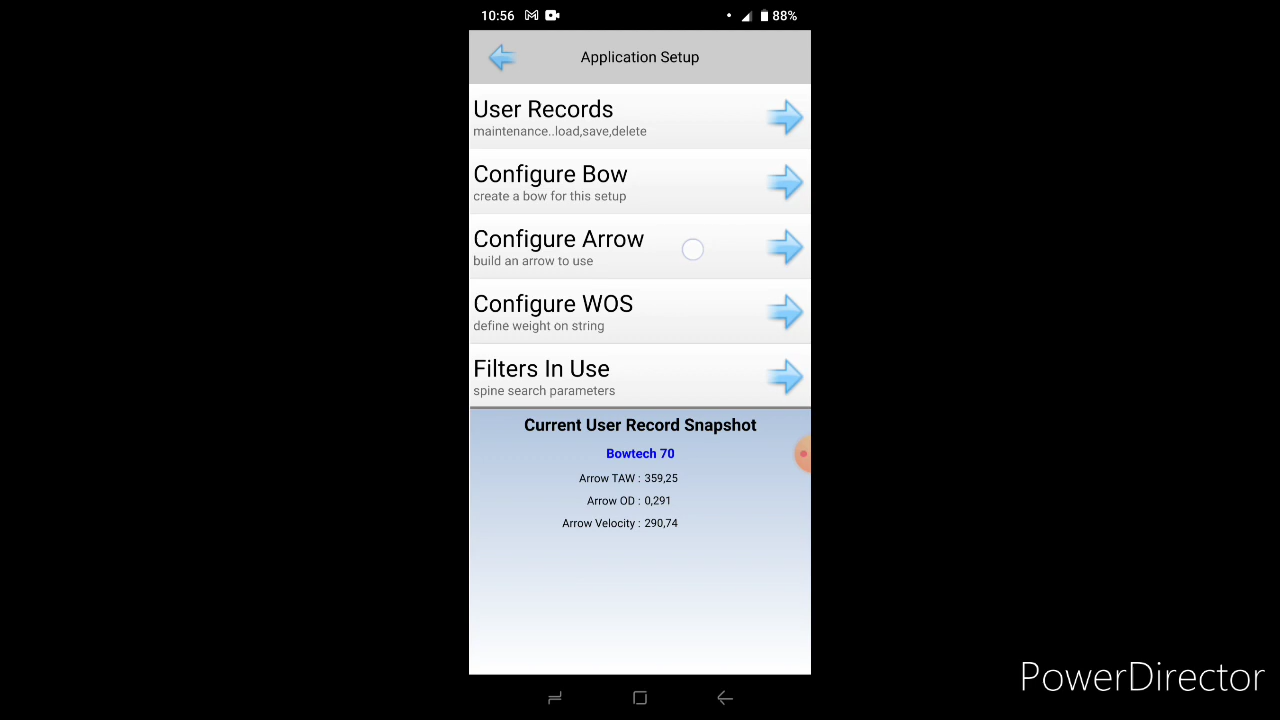 10:56
88%
Application Setup
User Records
maintenance..load,save,delete
Configure Bow
create a bow for this setup
Configure Arrow
build an arrow to use
Configure WOS
define weight on string
Filters In Use
spine search parameters
Current User Record Snapshot
Bowtech 70
Arrow TAW : 359,25
Arrow OD : 0,291
Arrow Velocity : 290,74
PowerDirector